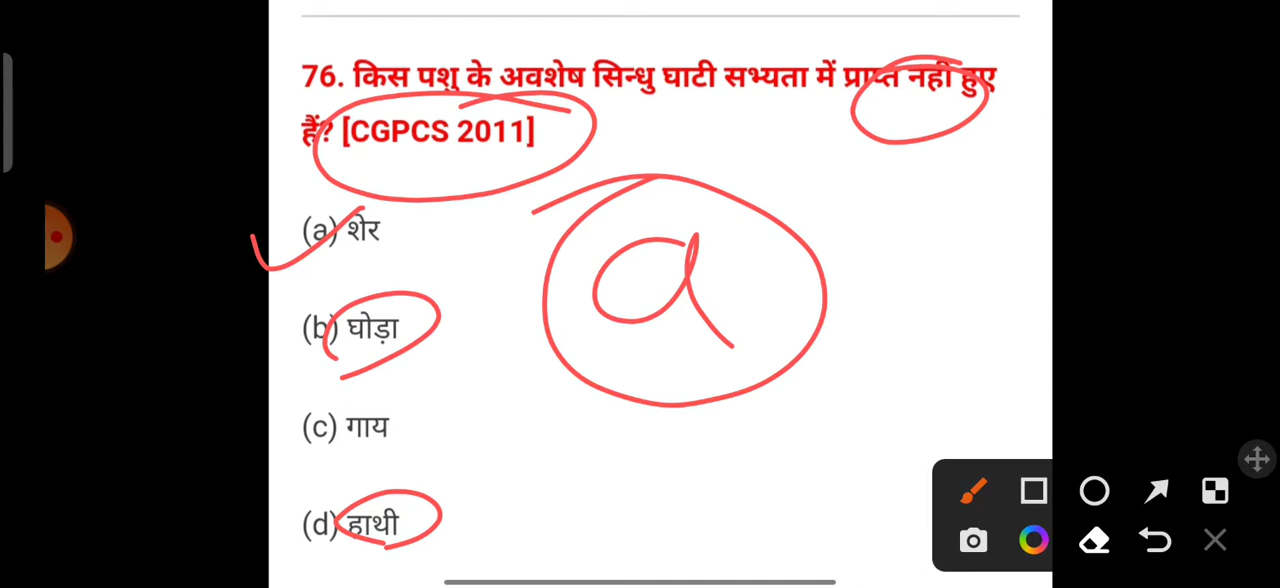 76. किस पशु के अवशेष सिन्धु घाटी सभ्यता में प्राप्त नहीं हुए
हैं? [CGPCS 2011]
(a) शेर
a
(b) घोड़ा
(c) गाय
(d) हाथी